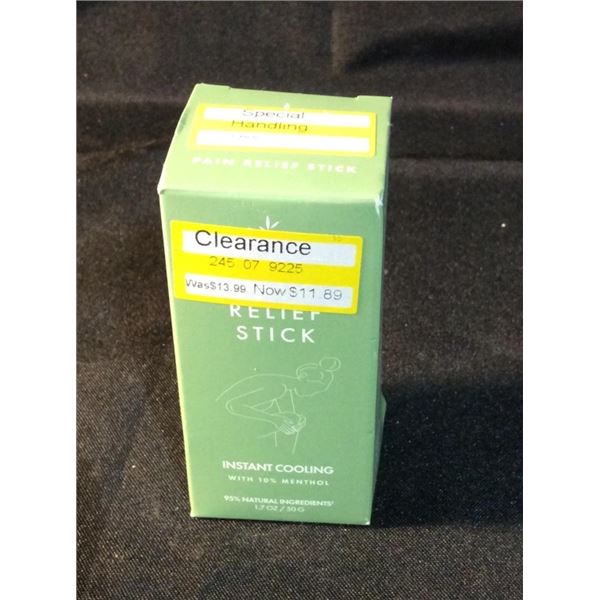 Special
Handling
PAIN RELIEF STICK
Clearance
245 07 9225
Was$13.99 Now $11.89
RELIEF
STICK
INSTANT COOLING
WITH 10% MENTHOL
95% NATURAL INGREDIENTS†
1.7 OZ / 50 G